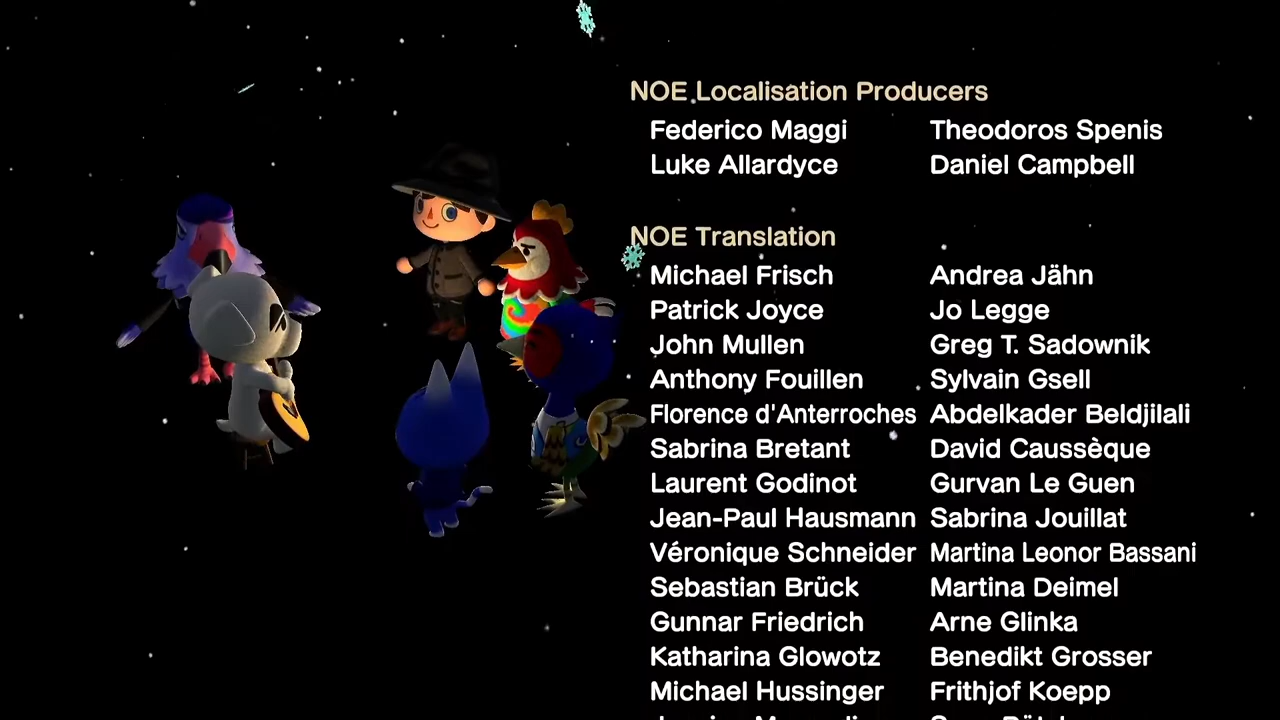 NOE Localisation Producers
Federico Maggi Theodoros Spenis
Luke Allardyce Daniel Campbell
NOE Translation
Michael Frisch Andrea Jähn
Patrick Joyce Jo Legge
John Mullen Greg T. Sadownik
Anthony Fouillen Sylvain Gsell
Florence d'Anterroches Abdelkader Beldjilali
Sabrina Bretant David Caussèque
Laurent Godinot Gurvan Le Guen
Jean-Paul Hausmann Sabrina Jouillat
Véronique Schneider Martina Leonor Bassani
Sebastian Brück Martina Deimel
Gunnar Friedrich Arne Glinka
Katharina Glowotz Benedikt Grosser
Michael Hussinger Frithjof Koepp